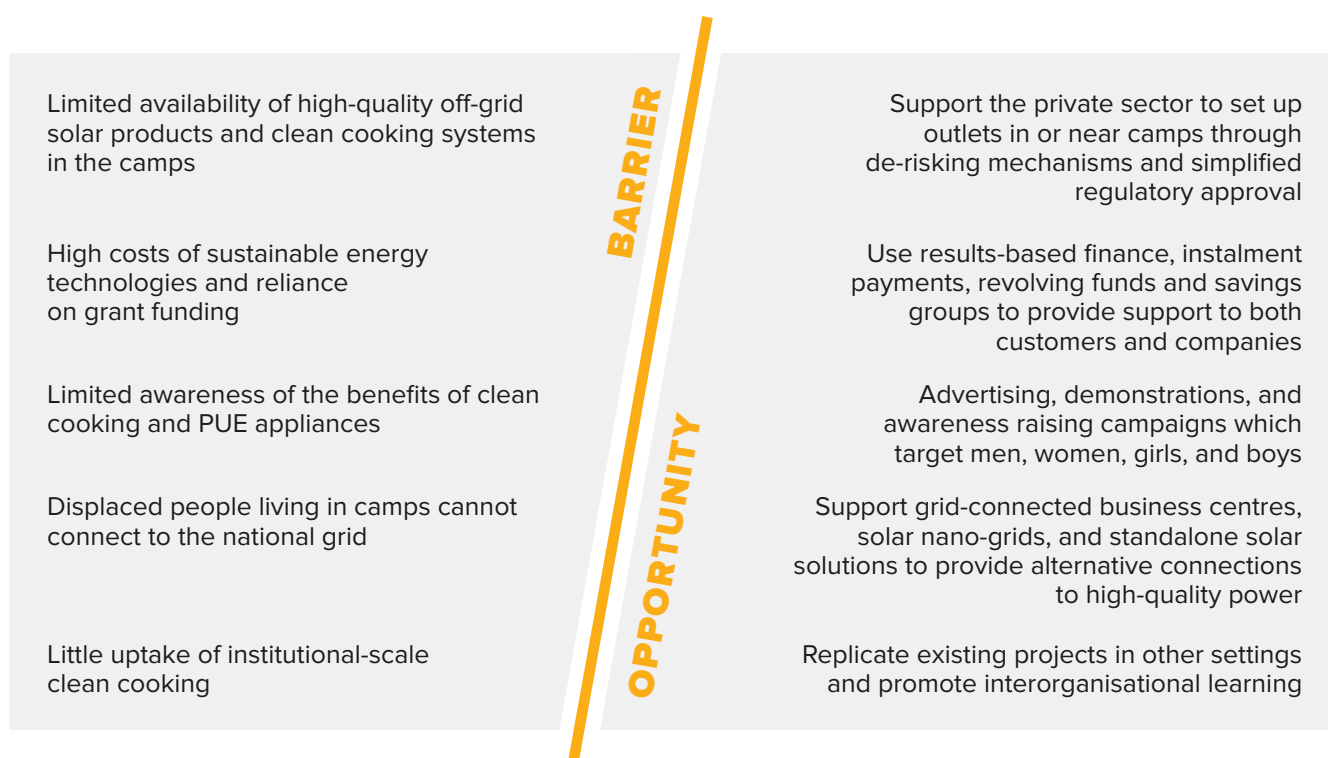 BARRIER
Limited availability of high-quality off-grid
solar products and clean cooking systems
in the camps
High costs of sustainable energy
technologies and reliance
on grant funding
Limited awareness of the benefits of clean
cooking and PUE appliances
Displaced people living in camps cannot
connect to the national grid
Little uptake of institutional-scale
clean cooking
OPPORTUNITY
Support the private sector to set up
outlets in or near camps through
de-risking mechanisms and simplified
regulatory approval
Use results-based finance, instalment
payments, revolving funds and savings
groups to provide support to both
customers and companies
Advertising, demonstrations, and
awareness raising campaigns which
target men, women, girls, and boys
Support grid-connected business centres,
solar nano-grids, and standalone solar
solutions to provide alternative connections
to high-quality power
Replicate existing projects in other settings
and promote interorganisational learning